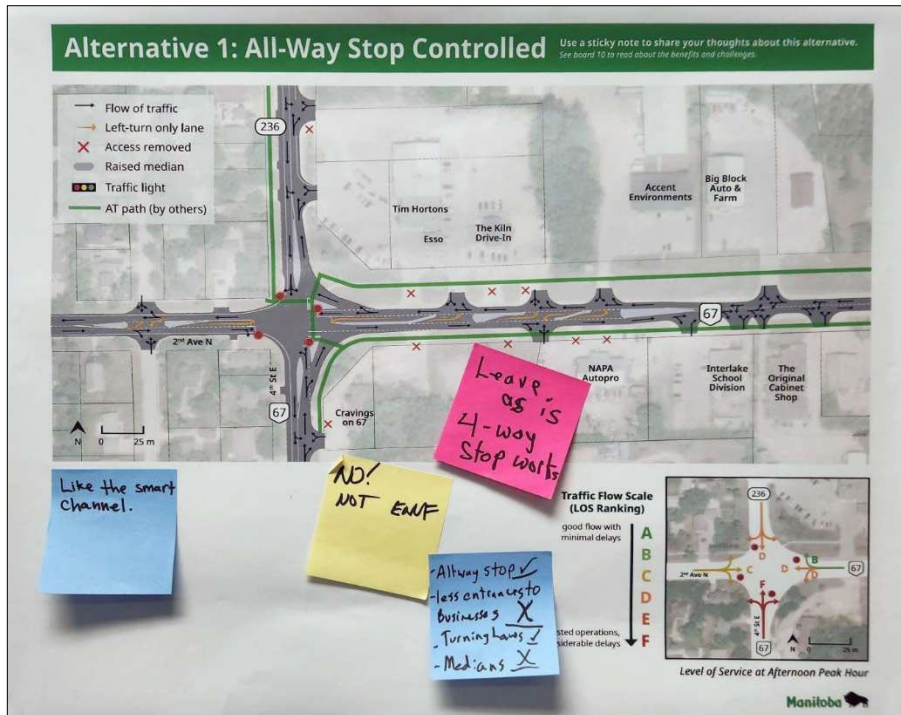 Alternative 1: All-Way Stop Controlled
Use a sticky note to share your thoughts about this alternative.
See board 10 to read about the benefits and challenges.
Flow of traffic
Left-turn only lane
Access removed
Raised median
Traffic light
AT path (by others)
236
Tim Hortons
Esso
The Kiln
Drive-In
Accent
Environments
Big Block
Auto &
Farm
67
2nd Ave N
4th St E
67
N
0
25 m
Cravings
on 67
NAPA
Autopro
Interlake
School
Division
The
Original
Cabinet
Shop
Leave
as is
4-way
Stop works
Like the smart
channel.
NO!
NOT
-Allway stop ✓
-less entrances to
Businesses X
-Turning lanes ✓
-Medians X
Traffic Flow Scale
(LOS Ranking)
good flow with
minimal delays
A
B
C
D
E
F
sted operations,
siderable delays
236
D
B
2nd Ave N
C
D
D
67
F
4th St E
67
N
0
25 m
Level of Service at Afternoon Peak Hour
Manitoba